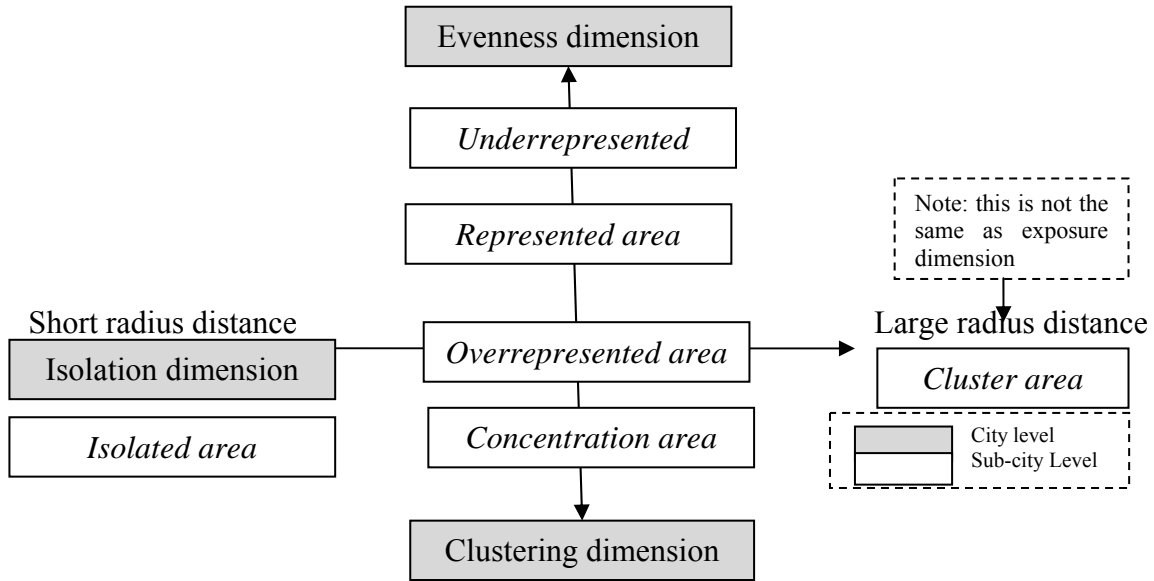 Evenness dimension
Underrepresented
Represented area
Note: this is not the
same as exposure
dimension
Short radius distance
Large radius distance
Isolation dimension
Overrepresented area
Cluster area
Isolated area
Concentration area
City level
Sub-city Level
Clustering dimension